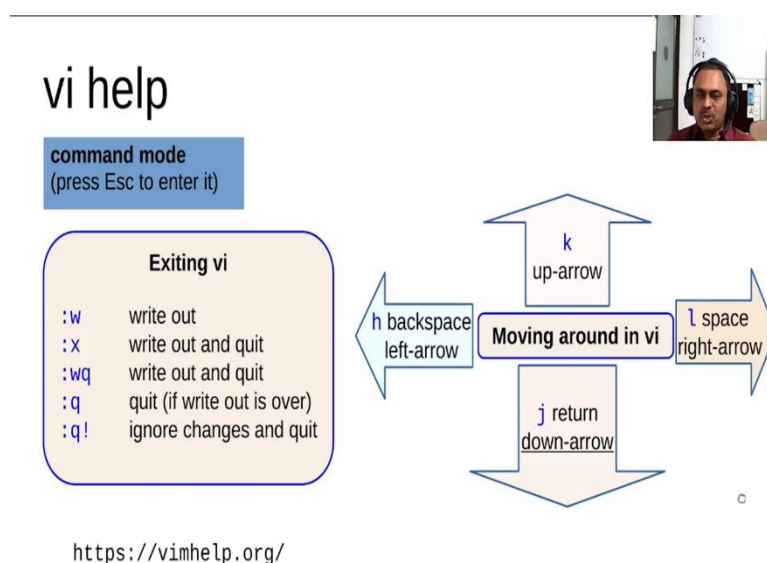 vi help
command mode
(press Esc to enter it)
Exiting vi
:w write out
:x write out and quit
:wq write out and quit
:q quit (if write out is over)
:q! ignore changes and quit
k
up-arrow
h backspace
left-arrow
Moving around in vi
l space
right-arrow
j return
down-arrow
https://vimhelp.org/